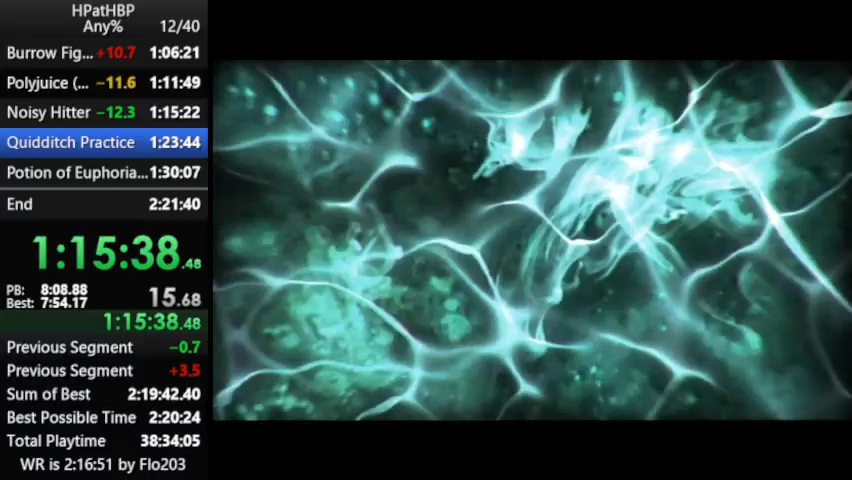 HPatHBP
Any% 12/40
Burrow Fig... +10.7 1:06:21
Polyjuice (... −11.6 1:11:49
Noisy Hitter −12.3 1:15:22
Quidditch Practice 1:23:44
Potion of Euphoria... 1:30:07
End 2:21:40
1:15:38.48
PB: 8:08.88
Best: 7:54.17 15.68
1:15:38.48
Previous Segment −0.7
Previous Segment +3.5
Sum of Best 2:19:42.40
Best Possible Time 2:20:24
Total Playtime 38:34:05
WR is 2:16:51 by Flo203